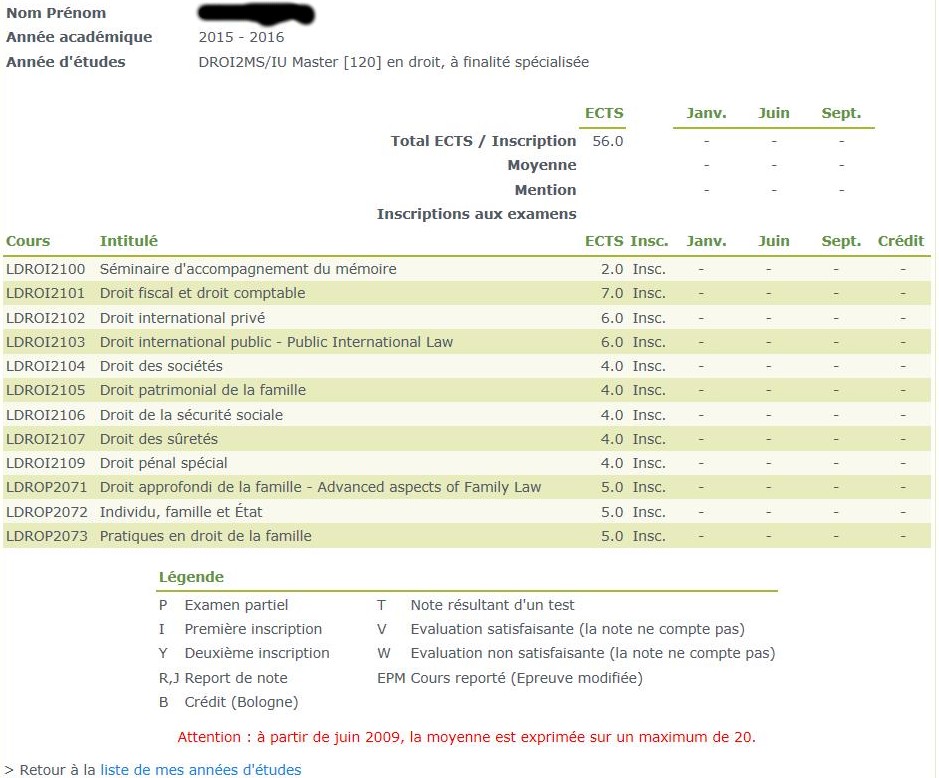 Nom Prénom
Année académique 2015 - 2016
Année d'études DROI2MS/IU Master [120] en droit, à finalité spécialisée
ECTS Janv. Juin Sept.
Total ECTS / Inscription 56.0 - - -
Moyenne - - -
Mention - - -
Inscriptions aux examens
Cours Intitulé ECTS Insc. Janv. Juin Sept. Crédit
LDROI2100 Séminaire d'accompagnement du mémoire 2.0 Insc. - - - -
LDROI2101 Droit fiscal et droit comptable 7.0 Insc. - - - -
LDROI2102 Droit international privé 6.0 Insc. - - - -
LDROI2103 Droit international public - Public International Law 6.0 Insc. - - - -
LDROI2104 Droit des sociétés 4.0 Insc. - - - -
LDROI2105 Droit patrimonial de la famille 4.0 Insc. - - - -
LDROI2106 Droit de la sécurité sociale 4.0 Insc. - - - -
LDROI2107 Droit des sûretés 4.0 Insc. - - - -
LDROI2109 Droit pénal spécial 4.0 Insc. - - - -
LDROP2071 Droit approfondi de la famille - Advanced aspects of Family Law 5.0 Insc. - - - -
LDROP2072 Individu, famille et État 5.0 Insc. - - - -
LDROP2073 Pratiques en droit de la famille 5.0 Insc. - - - -
Légende
P Examen partiel T Note résultant d'un test
I Première inscription V Evaluation satisfaisante (la note ne compte pas)
Y Deuxième inscription W Evaluation non satisfaisante (la note ne compte pas)
R,J Report de note EPM Cours reporté (Epreuve modifiée)
B Crédit (Bologne)
Attention : à partir de juin 2009, la moyenne est exprimée sur un maximum de 20.
> Retour à la liste de mes années d'études